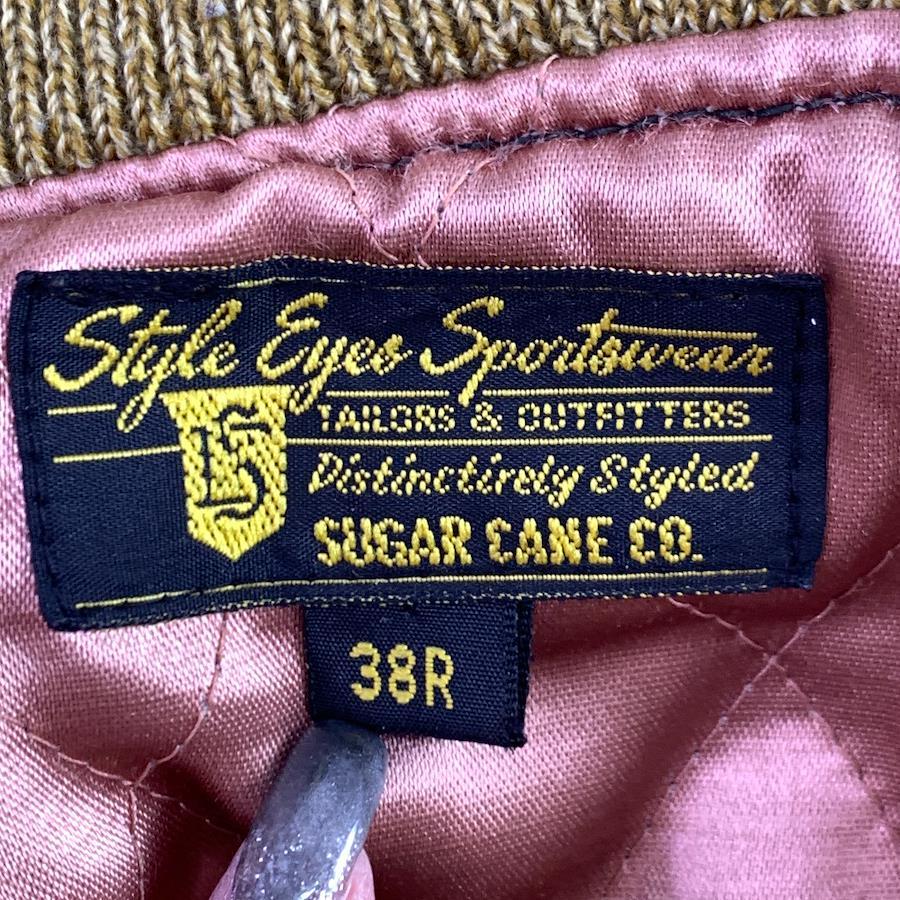 Style Eyes Sportswear
TAILORS & OUTFITTERS
Distinctively Styled
SUGAR CANE CO.
38R